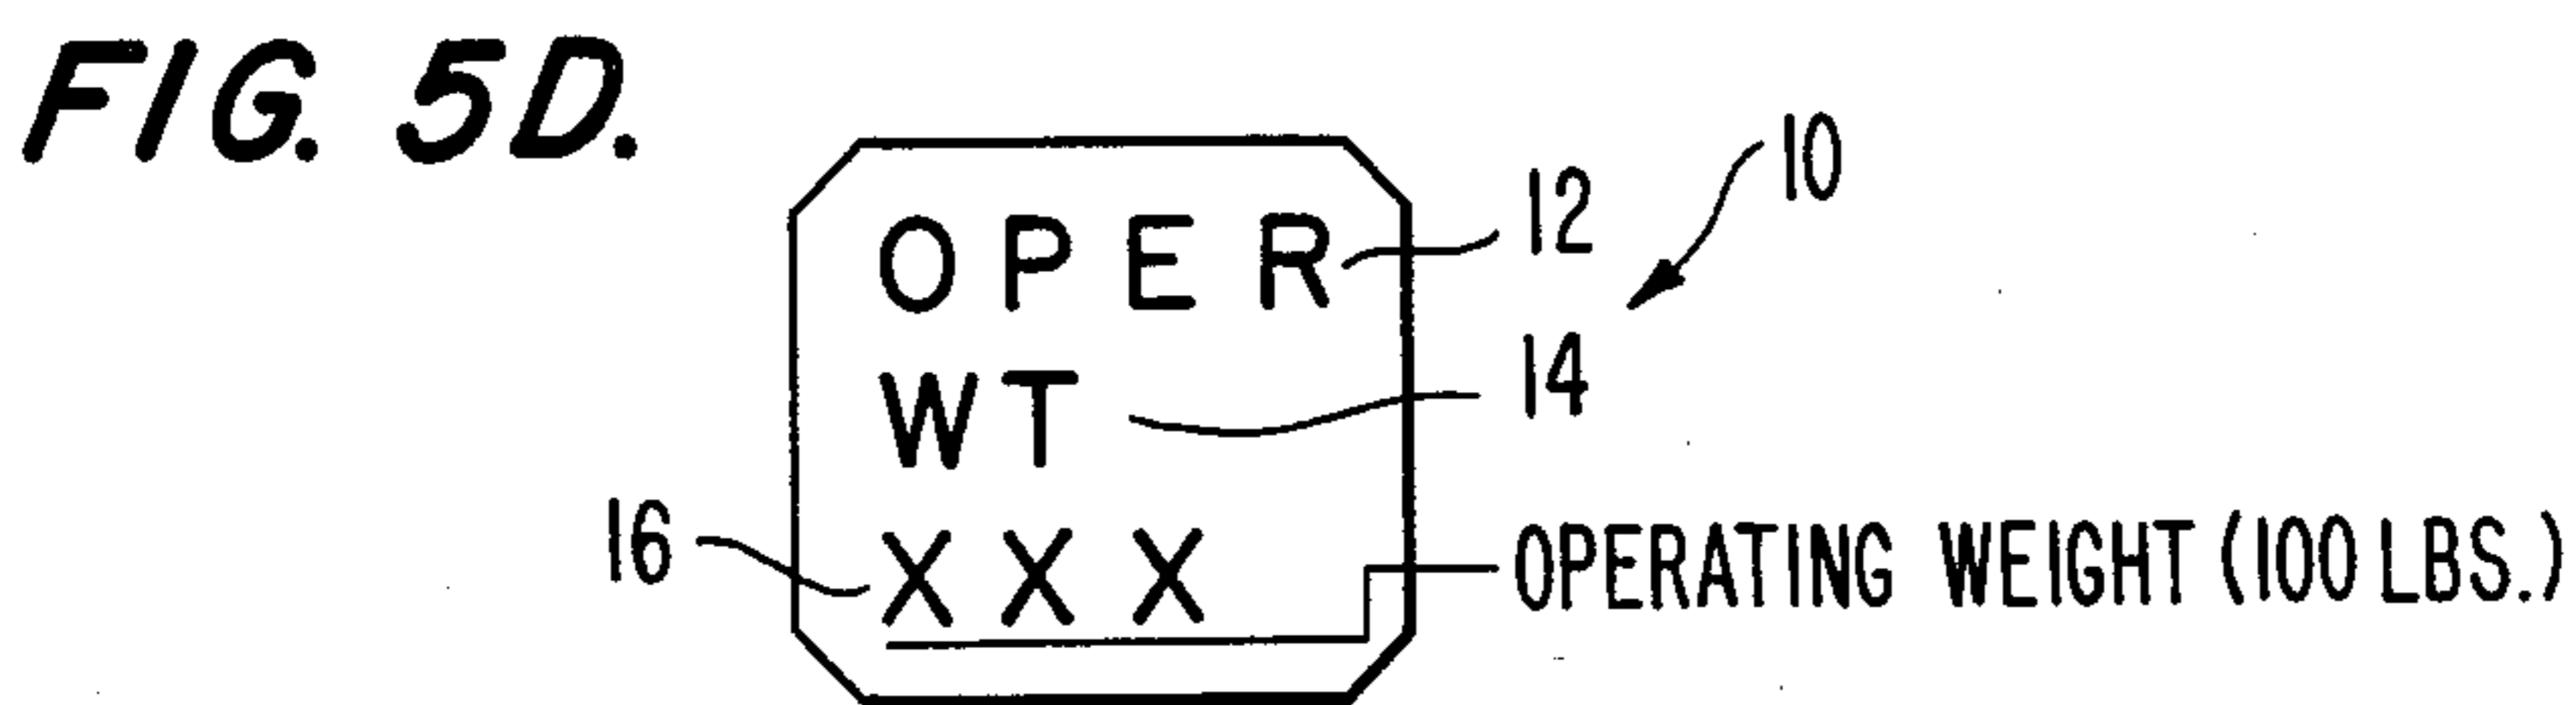 FIG. 5D.
10
OPER 12
WT 14
16 XXX OPERATING WEIGHT (100 LBS.)